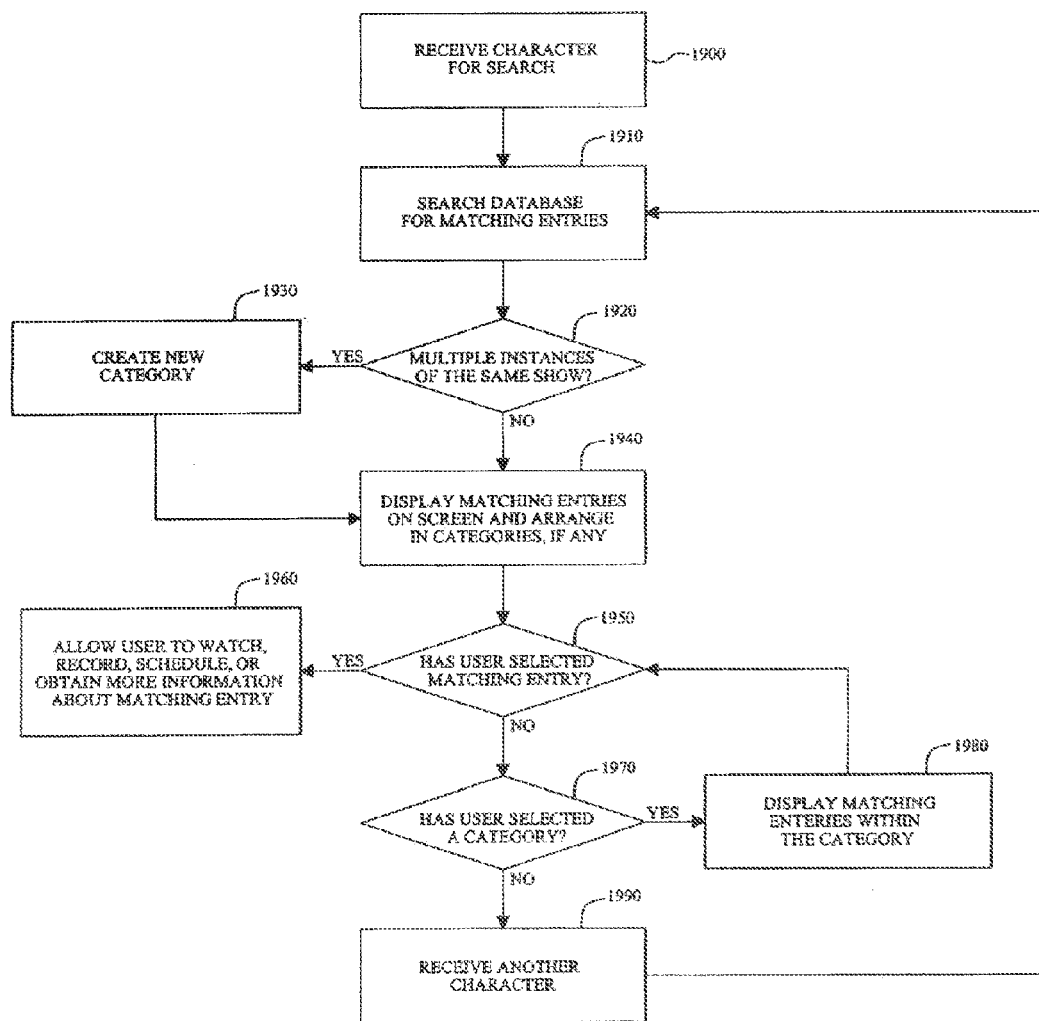 RECEIVE CHARACTER
FOR SEARCH
1900
1910
SEARCH DATABASE
FOR MATCHING ENTRIES
1930
CREATE NEW
CATEGORY
1920
YES
MULTIPLE INSTANCES
OF THE SAME SHOW?
NO
1940
DISPLAY MATCHING ENTRIES
ON SCREEN AND ARRANGE
IN CATEGORIES, IF ANY
1960
ALLOW USER TO WATCH,
RECORD, SCHEDULE, OR
OBTAIN MORE INFORMATION
ABOUT MATCHING ENTRY
1950
YES
HAS USER SELECTED
MATCHING ENTRY?
NO
1970
HAS USER SELECTED
A CATEGORY?
YES
1980
DISPLAY MATCHING
ENTERIES WITHIN
THE CATEGORY
NO
1990
RECEIVE ANOTHER
CHARACTER